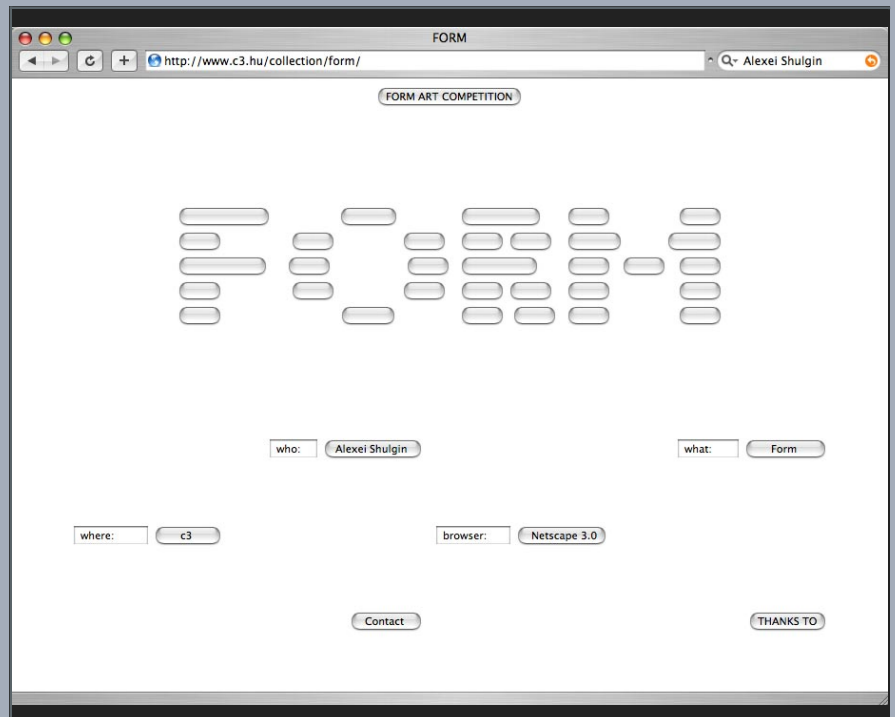 FORM
http://www.c3.hu/collection/form/
Alexei Shulgin
FORM ART COMPETITION
FORM
who: Alexei Shulgin
what: Form
where: c3
browser: Netscape 3.0
Contact
THANKS TO